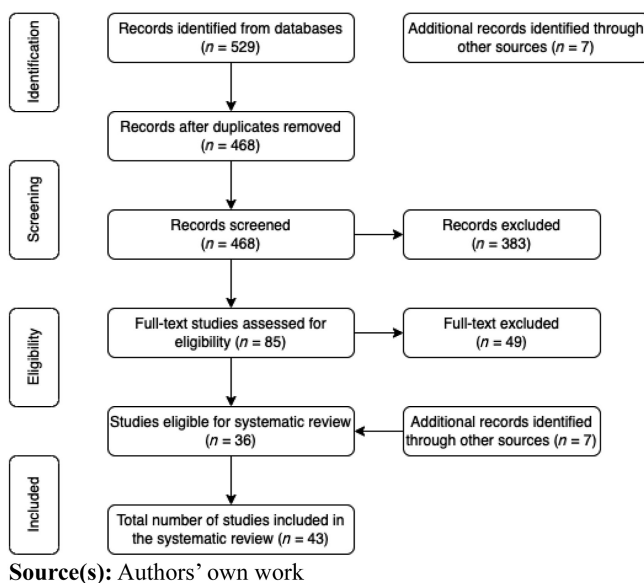 Identification
Records identified from databases
(n = 529)
Additional records identified through
other sources (n = 7)
Records after duplicates removed
(n = 468)
Screening
Records screened
(n = 468)
Records excluded
(n = 383)
Eligibility
Full-text studies assessed for
eligibility (n = 85)
Full-text excluded
(n = 49)
Studies eligible for systematic review
(n = 36)
Additional records identified
through other sources (n = 7)
Included
Total number of studies included in
the systematic review (n = 43)
Source(s): Authors' own work